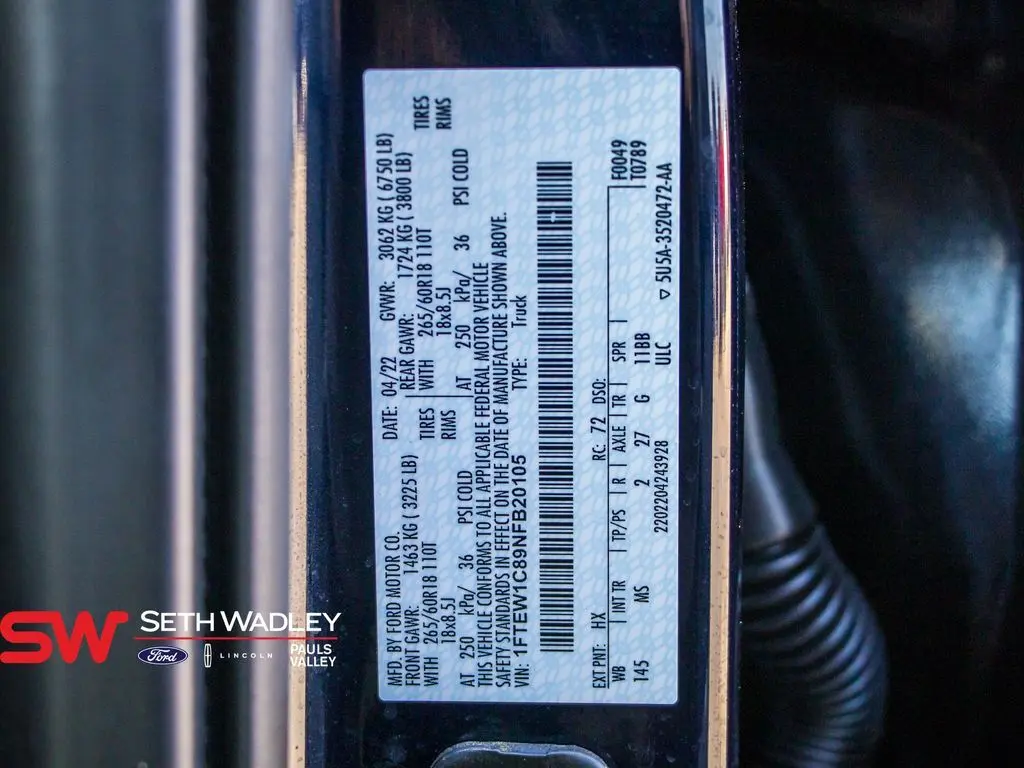 MFD. BY FORD MOTOR CO.
DATE: 04/22 GVWR: 3062 KG ( 6750 LB)
FRONT GAWR: 1463 KG ( 3225 LB)
REAR GAWR: 1724 KG ( 3800 LB)
WITH 265/60R18 110T TIRES
WITH 265/60R18 110T TIRES
18x8.5J RIMS
18x8.5J RIMS
AT 250 kPa/ 36 PSI COLD
AT 250 kPa/ 36 PSI COLD
THIS VEHICLE CONFORMS TO ALL APPLICABLE FEDERAL MOTOR VEHICLE
SAFETY STANDARDS IN EFFECT ON THE DATE OF MANUFACTURE SHOWN ABOVE.
VIN: 1FTEW1C89NFB20105 TYPE: Truck
EXT PNT: HX RC: 72 DSO: F0049
WB INT TR TP/PS R AXLE TR SPR T0789
145 MS 2 27 G 11BB
2202204243928 ULC ▽ 5U5A-3520472-AA
SW SETH WADLEY
Ford LINCOLN PAULS VALLEY